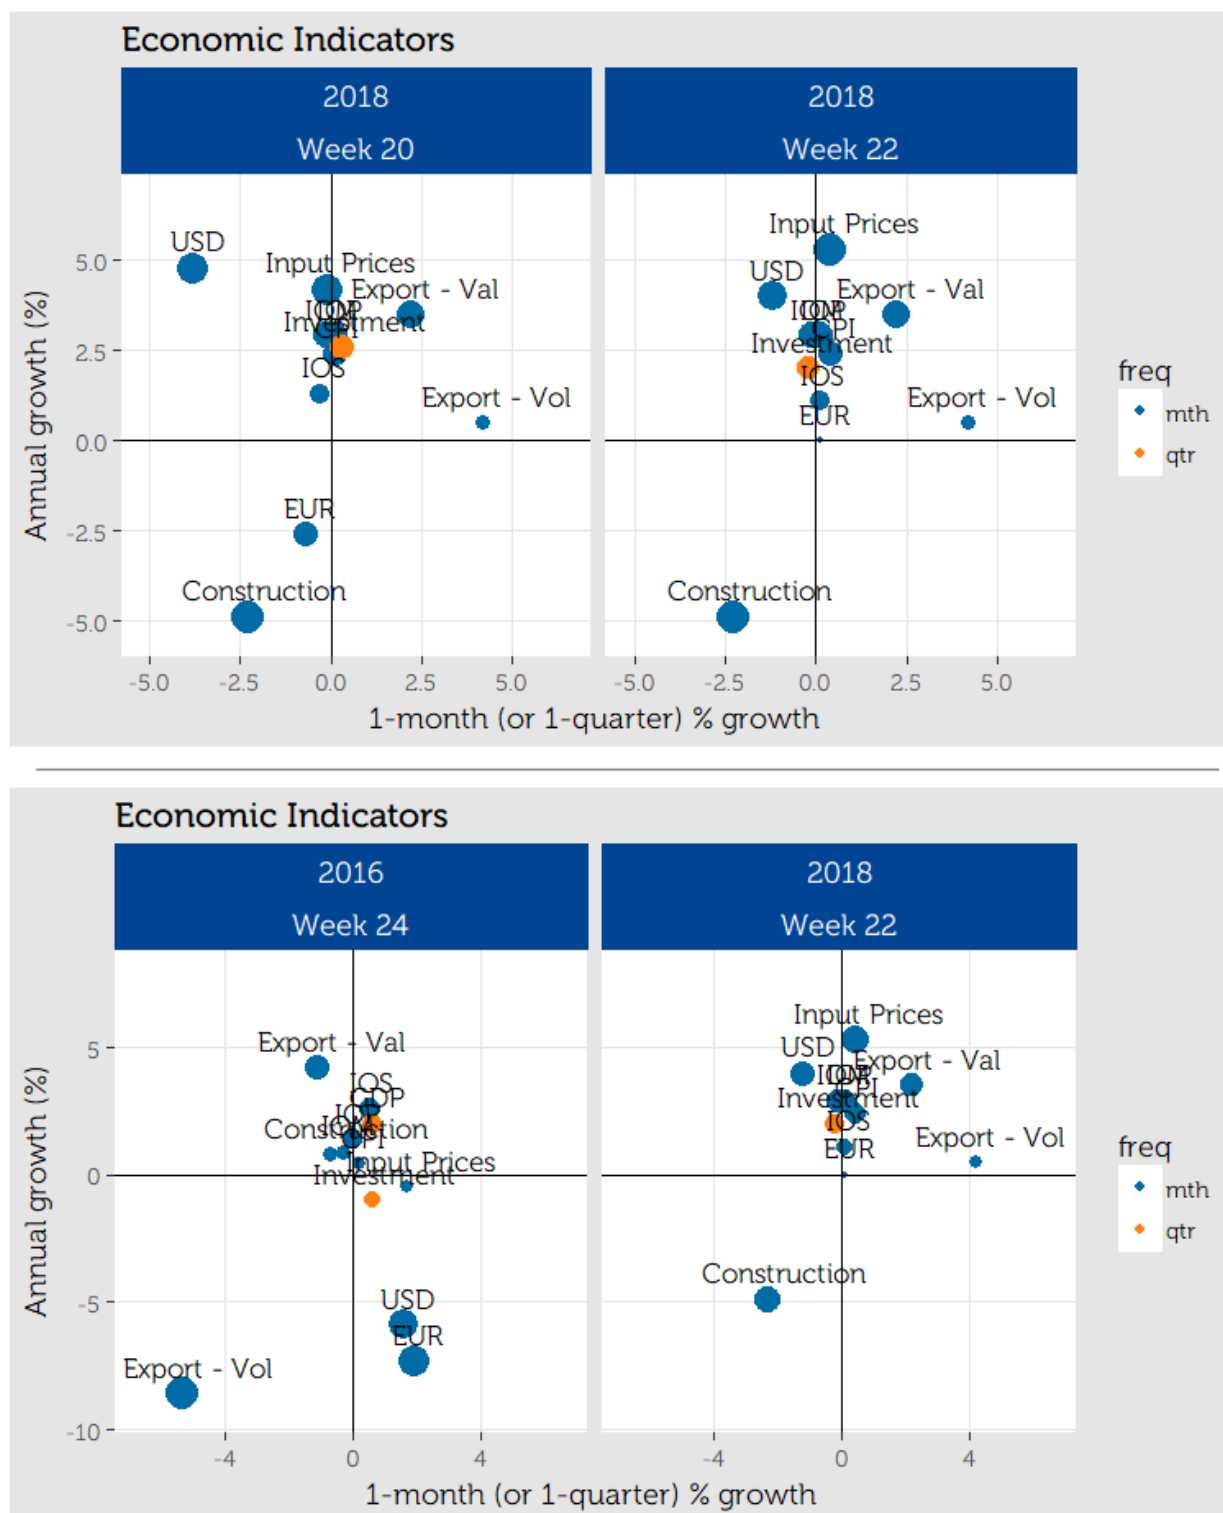 Economic Indicators
2018
2018
Week 20
Week 22
Input Prices
USD
Input Prices
USD
5.0
Export - Val
Export - Val
Investment
CPI
2.5
Investment
IOS
IOS
Export - Vol
Export - Vol
EUR
0.0
EUR
-2.5
Construction
Construction
-5.0
-5.0 -2.5 0.0 2.5 5.0
-5.0 -2.5 0.0 2.5 5.0
1-month (or 1-quarter) % growth
Annual growth (%)
freq
mth
qtr
Economic Indicators
2016
2018
Week 24
Week 22
Input Prices
Export - Val
USD
5
Export - Val
IOS
GDP
Investment
Construction
IOS
Export - Vol
EUR
Input Prices
Investment
0
Construction
USD
-5
EUR
Export - Vol
-10
-4 0 4
-4 0 4
1-month (or 1-quarter) % growth
Annual growth (%)
freq
mth
qtr